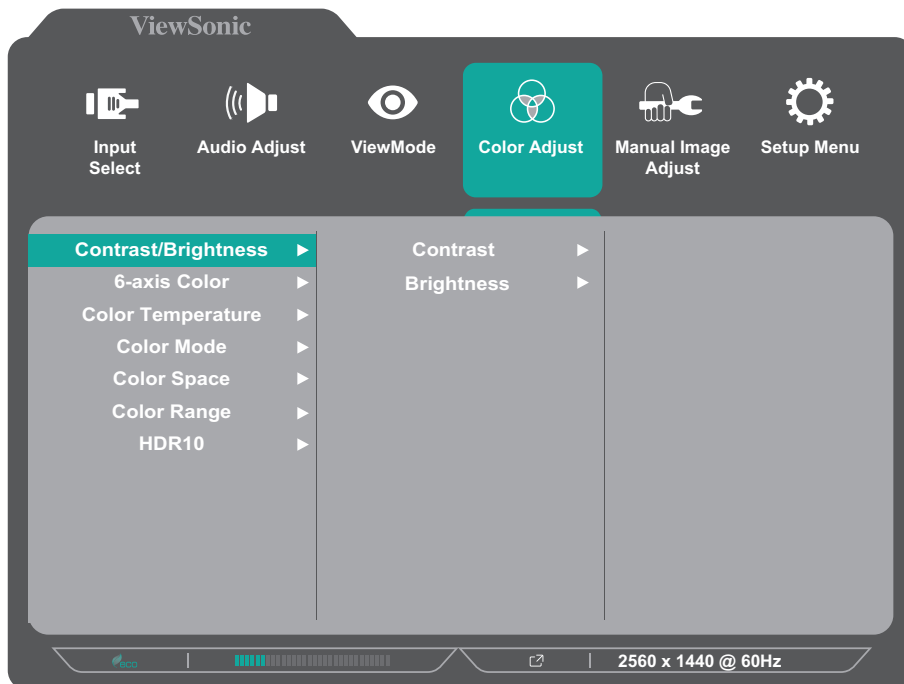 ViewSonic
Input
Select
Audio Adjust
ViewMode
Color Adjust
Manual Image
Adjust
Setup Menu
Contrast/Brightness
6-axis Color
Color Temperature
Color Mode
Color Space
Color Range
HDR10
Contrast
Brightness
eco
2560 x 1440 @ 60Hz